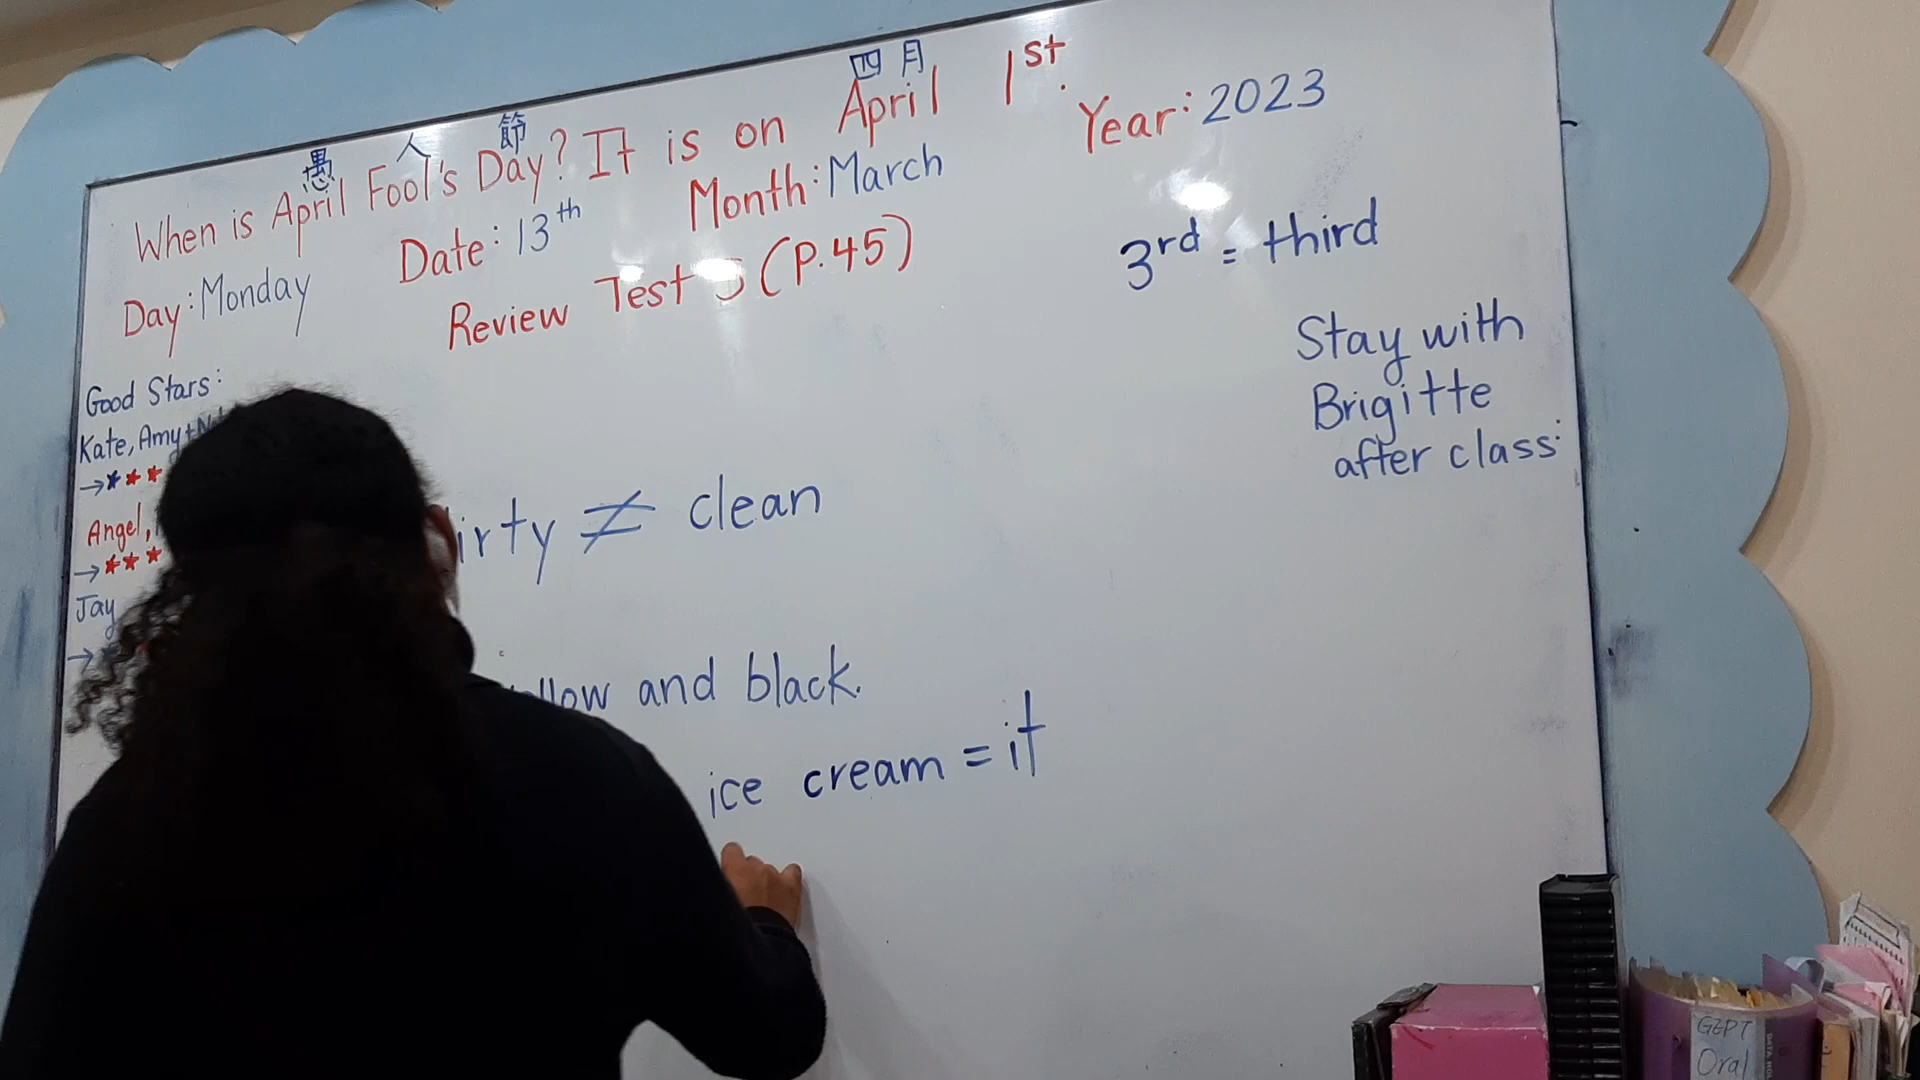 四月
愚人節
When is April Fool's Day? It is on April 1st.
Day: Monday Date: 13th Month: March Year: 2023
Review Test 5 (P.45)
3rd = third
Stay with
Brigitte
after class.
Good Stars:
Kate, Amy +
→ ***
Angel,
→ ***
Jay
→
irty ≠ clean
llow and black.
ice cream = it
GEPT
Oral